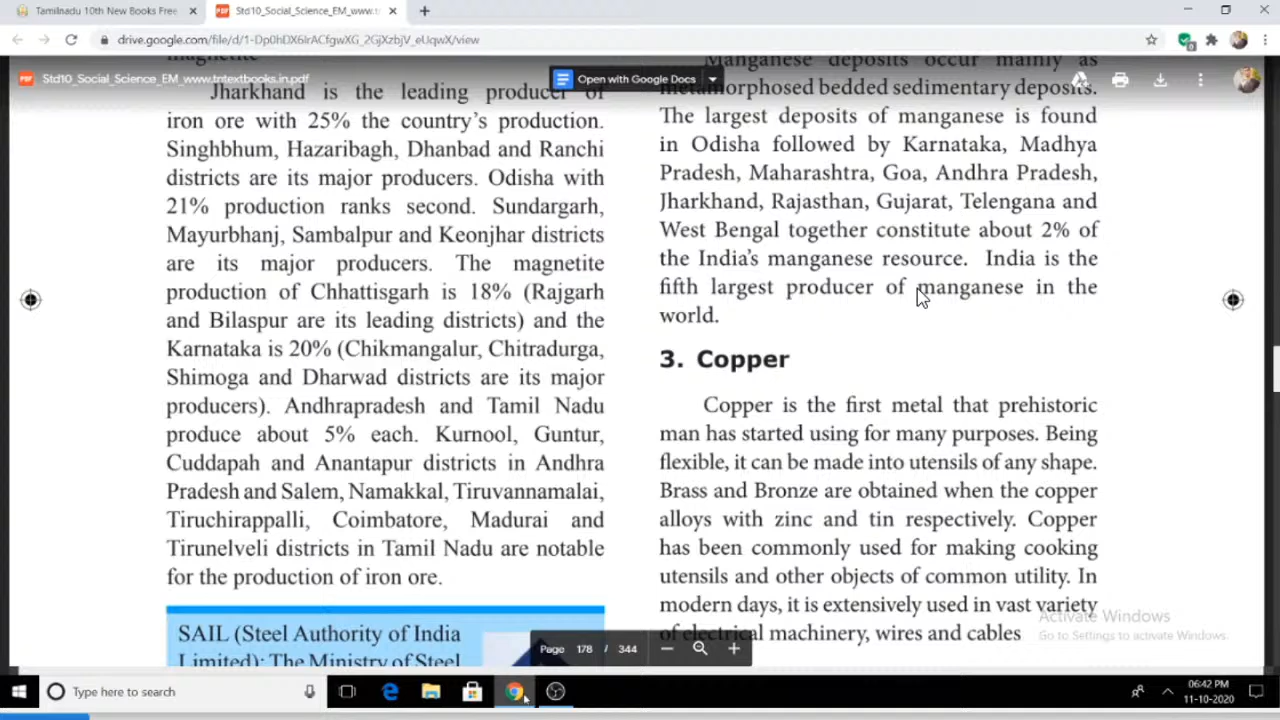 Tamilnadu 10th New Books Free
Std10_Social_Science_EM_www.t
drive.google.com/file/d/1-Dp0hDX6IrACfgwXG_2GjXzbjV_eUqwX/view
Std10_Social_Science_EM_www.tntextbooks.in.pdf
Open with Google Docs
magnetite
Jharkhand is the leading producer of
iron ore with 25% the country's production.
Singhbhum, Hazaribagh, Dhanbad and Ranchi
districts are its major producers. Odisha with
21% production ranks second. Sundargarh,
Mayurbhanj, Sambalpur and Keonjhar districts
are its major producers. The magnetite
production of Chhattisgarh is 18% (Rajgarh
and Bilaspur are its leading districts) and the
Karnataka is 20% (Chikmangalur, Chitradurga,
Shimoga and Dharwad districts are its major
producers). Andhrapradesh and Tamil Nadu
produce about 5% each. Kurnool, Guntur,
Cuddapah and Anantapur districts in Andhra
Pradesh and Salem, Namakkal, Tiruvannamalai,
Tiruchirappalli, Coimbatore, Madurai and
Tirunelveli districts in Tamil Nadu are notable
for the production of iron ore.
SAIL (Steel Authority of India
Limited): The Ministry of Steel
Manganese deposits occur mainly as
metamorphosed bedded sedimentary deposits.
The largest deposits of manganese is found
in Odisha followed by Karnataka, Madhya
Pradesh, Maharashtra, Goa, Andhra Pradesh,
Jharkhand, Rajasthan, Gujarat, Telengana and
West Bengal together constitute about 2% of
the India's manganese resource. India is the
fifth largest producer of manganese in the
world.
3. Copper
Copper is the first metal that prehistoric
man has started using for many purposes. Being
flexible, it can be made into utensils of any shape.
Brass and Bronze are obtained when the copper
alloys with zinc and tin respectively. Copper
has been commonly used for making cooking
utensils and other objects of common utility. In
modern days, it is extensively used in vast variety
of electrical machinery, wires and cables
Activate Windows
Go to Settings to activate Windows.
Page 178 / 344
Type here to search
06:42 PM
11-10-2020